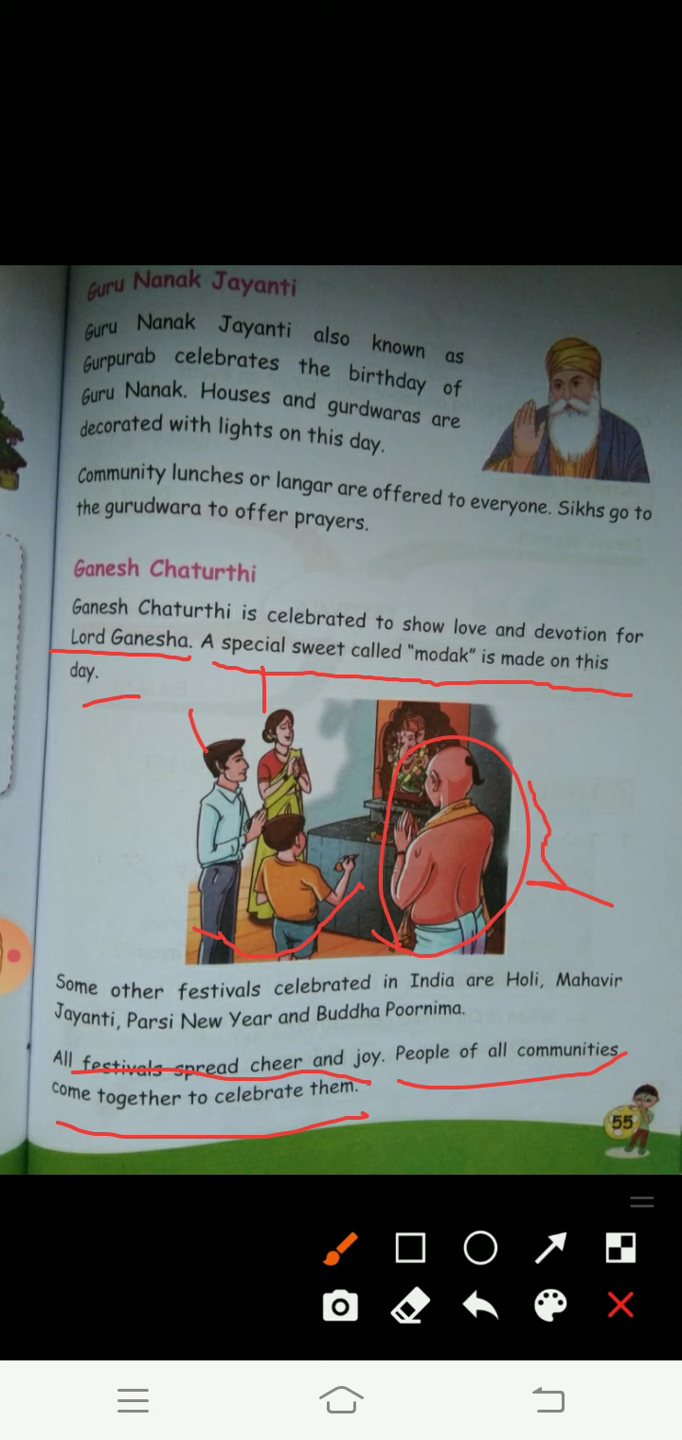 Guru Nanak Jayanti
Guru Nanak Jayanti also known as
Gurpurab celebrates the birthday of
Guru Nanak. Houses and gurdwaras are
decorated with lights on this day.
Community lunches or langar are offered to everyone. Sikhs go to
the gurudwara to offer prayers.
Ganesh Chaturthi
Ganesh Chaturthi is celebrated to show love and devotion for
Lord Ganesha. A special sweet called "modak" is made on this
day.
Some other festivals celebrated in India are Holi, Mahavir
Jayanti, Parsi New Year and Buddha Poornima.
All festivals spread cheer and joy. People of all communities
come together to celebrate them.
55